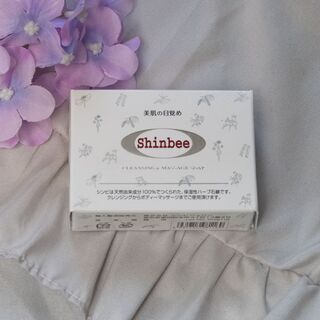 美肌の目覚め
Shinbee
CLEANSING & MASSAGE SOAP
シンビは天然由来成分100%でつくられた、保湿性ハーブ石鹸です。
クレンジングからボディーマッサージまでご使用頂けます。